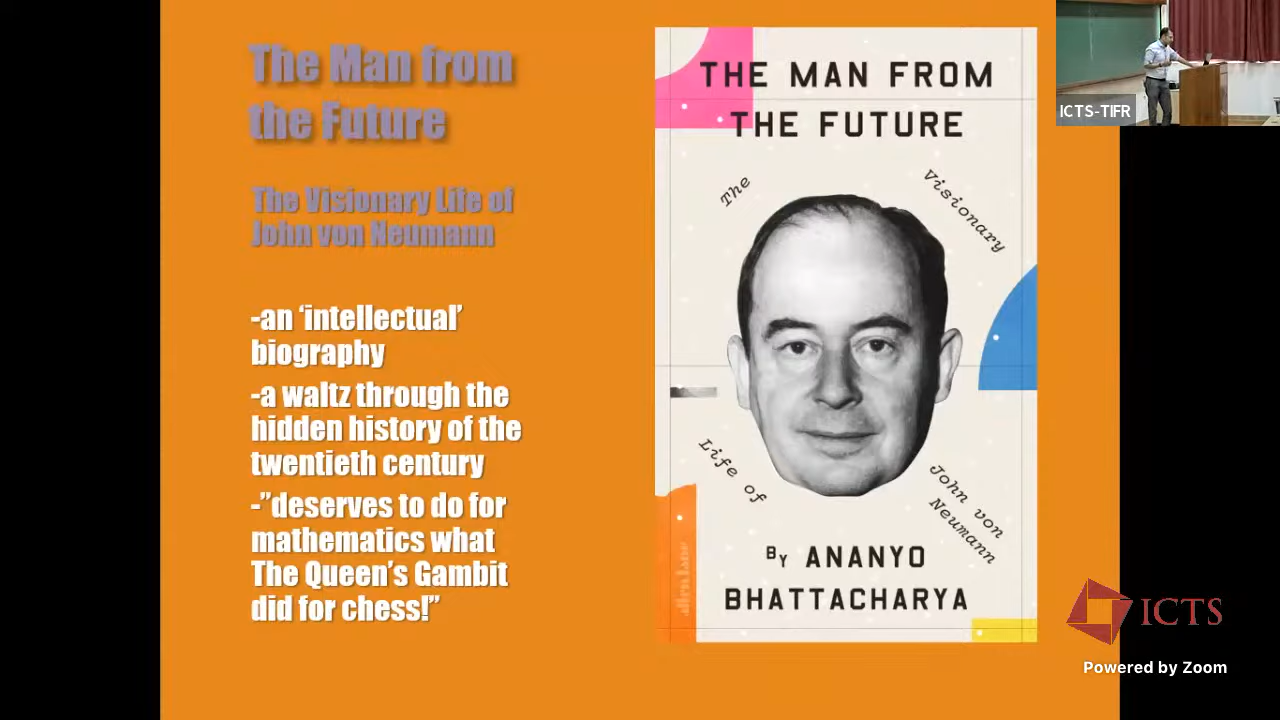 The Man from
the Future
The Visionary Life of
John von Neumann
-an ‘intellectual’
biography
-a waltz through the
hidden history of the
twentieth century
-”deserves to do for
mathematics what
The Queen’s Gambit
did for chess!”
THE MAN FROM
THE FUTURE
The
Visionary
Life of
John von
Neumann
BY ANANYO
BHATTACHARYA
ICTS-TIFR
ICTS
Powered by Zoom